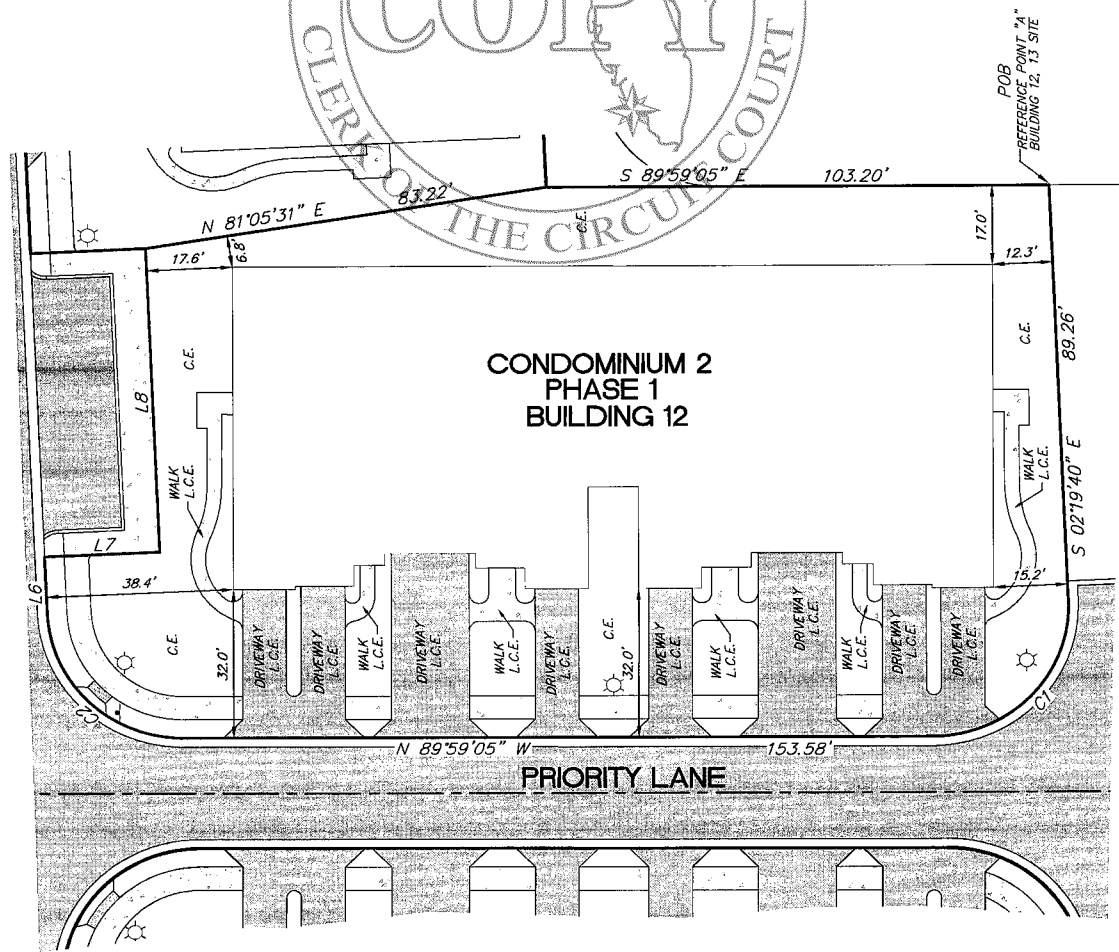 COPY
CLERK OF THE CIRCUIT COURT
POB
REFERENCE POINT "A"
BUILDING 12, 13 SITE
S 89°59'05" E 103.20'
N 81°05'31" E 83.22'
C.E.
17.0'
17.6'
6.8'
12.3'
C.E.
C.E.
89.26'
CONDOMINIUM 2
PHASE 1
BUILDING 12
L8
WALK
L.C.E.
WALK
L.C.E.
S 02°19'40" E
L7
L6
38.4'
15.2'
C.E.
32.0'
DRIVEWAY
L.C.E.
DRIVEWAY
L.C.E.
WALK
L.C.E.
DRIVEWAY
L.C.E.
WALK
L.C.E.
DRIVEWAY
L.C.E.
C.E.
32.0'
DRIVEWAY
L.C.E.
WALK
L.C.E.
DRIVEWAY
L.C.E.
WALK
L.C.E.
DRIVEWAY
L.C.E.
DRIVEWAY
L.C.E.
C2
C1
N 89°59'05" W 153.58'
PRIORITY LANE